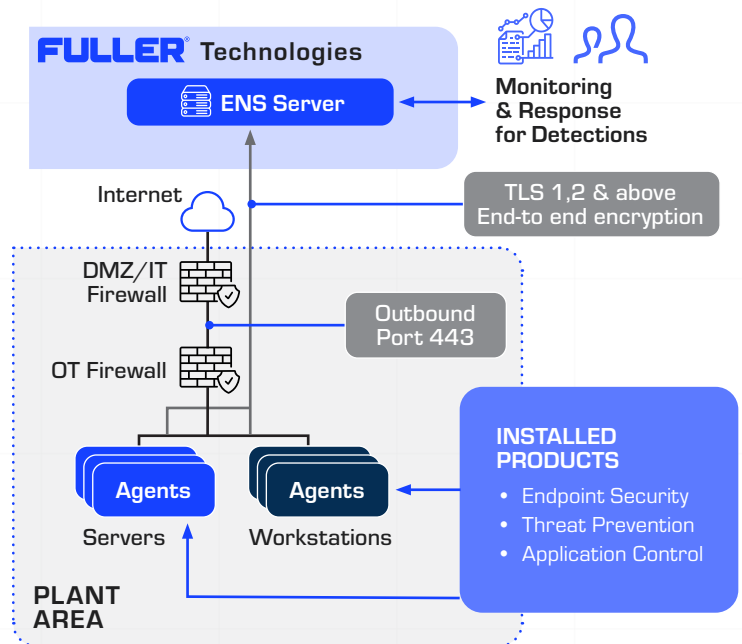 FULLER® Technologies
ENS Server
Monitoring
& Response
for Detections
Internet
TLS 1,2 & above
End-to end encryption
DMZ/IT
Firewall
Outbound
Port 443
OT Firewall
INSTALLED
PRODUCTS
• Endpoint Security
• Threat Prevention
• Application Control
Agents
Agents
Servers
Workstations
PLANT
AREA